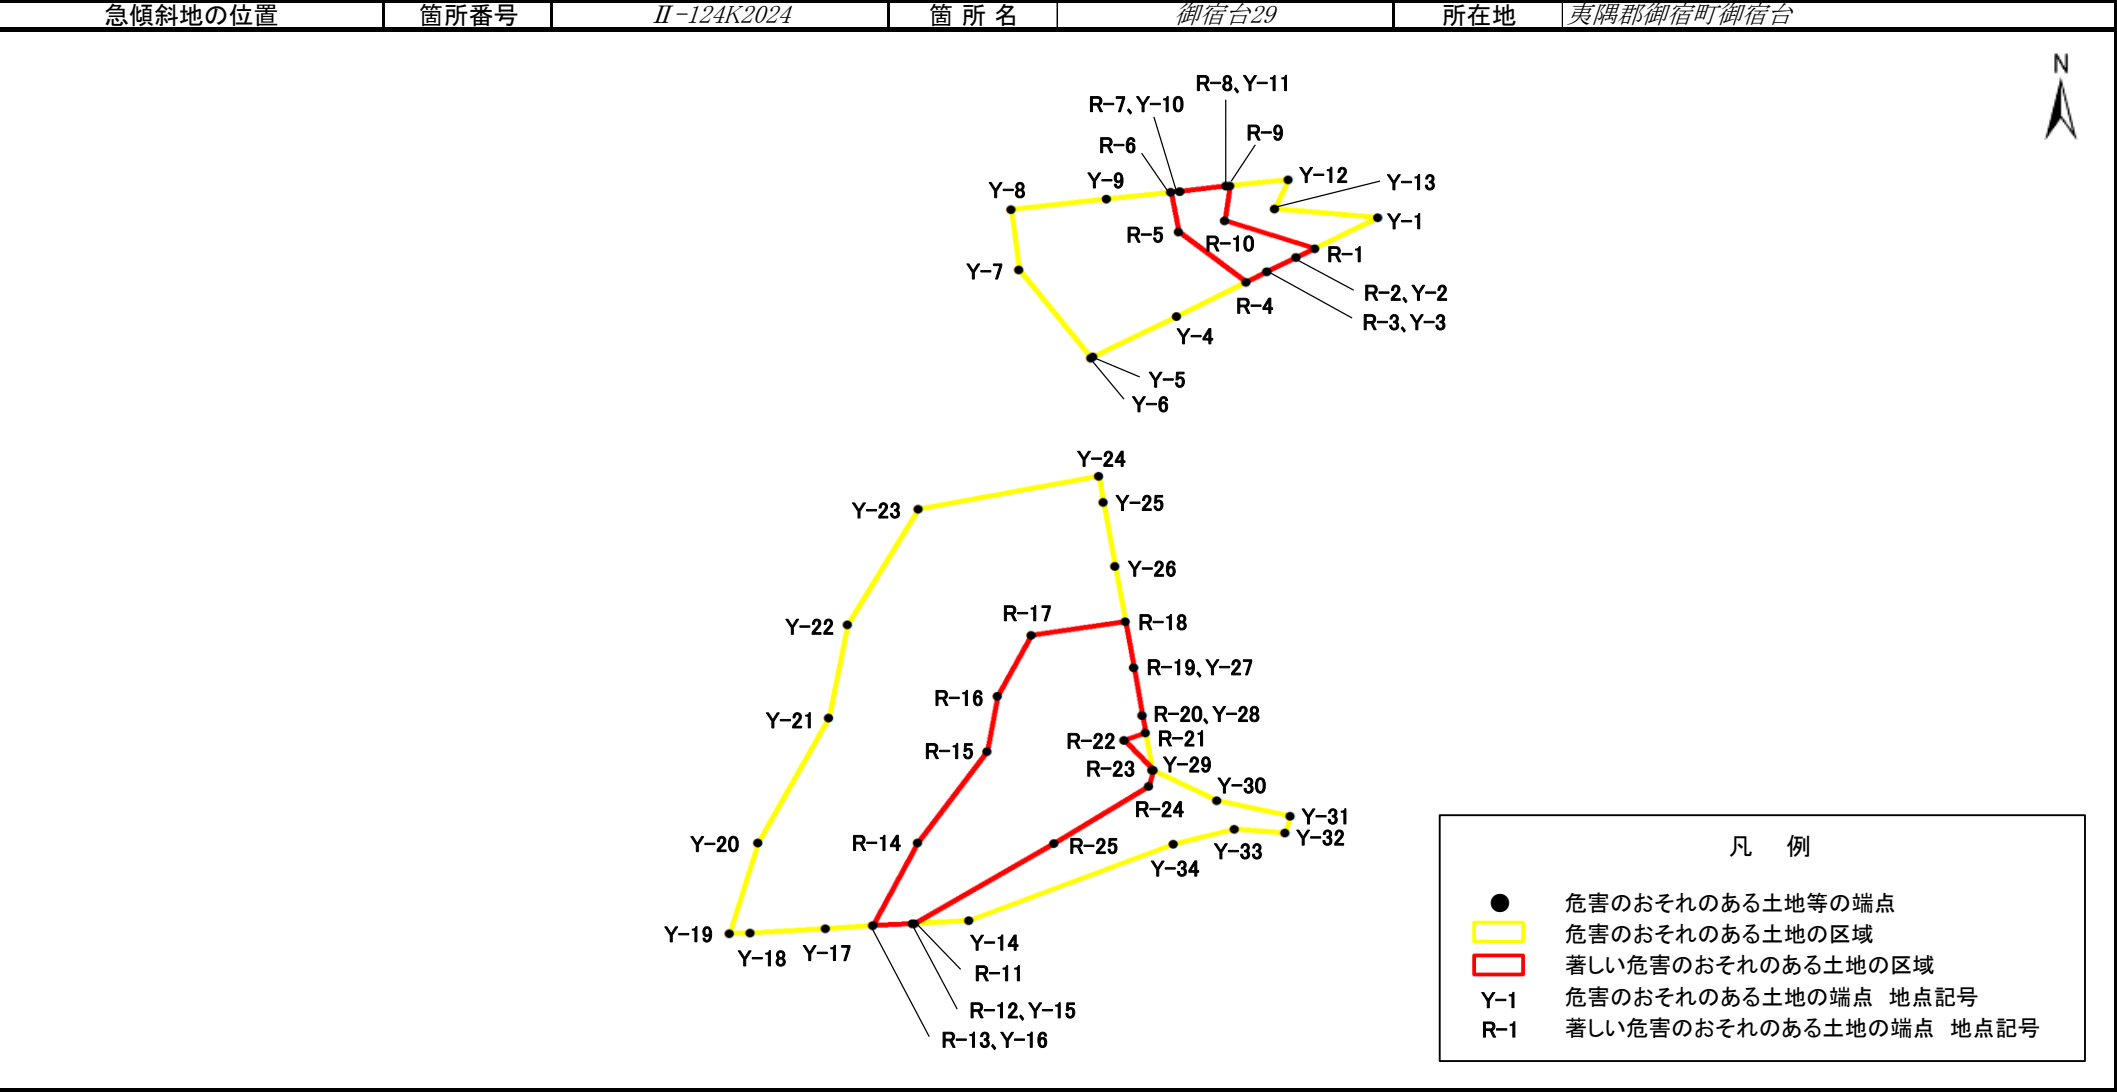 急傾斜地の位置 箇所番号 Ⅱ-124K2024 箇 所 名 御宿台29 所在地 夷隅郡御宿町御宿台
N
R-8、Y-11
R-7、Y-10
R-9
R-6
Y-12
Y-13
Y-9
Y-8
Y-1
R-5
R-10
R-1
Y-7
R-2、Y-2
R-4
R-3、Y-3
Y-4
Y-5
Y-6
Y-24
Y-25
Y-23
Y-26
R-17
R-18
Y-22
R-19、Y-27
R-16
R-20、Y-28
Y-21
R-22
R-21
R-15
Y-29
R-23
Y-30
R-24
Y-31
Y-32
Y-20
R-14
R-25
Y-33
Y-34
Y-19
Y-14
Y-17
Y-18
R-11
R-12、Y-15
R-13、Y-16
凡 例
危害のおそれのある土地等の端点
危害のおそれのある土地の区域
著しい危害のおそれのある土地の区域
Y-1 危害のおそれのある土地の端点 地点記号
R-1 著しい危害のおそれのある土地の端点 地点記号